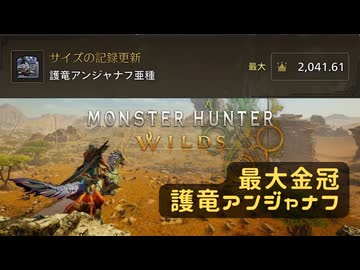 サイズの記録更新
護竜アンジャナフ亜種
最大 2,041.61
MONSTER HUNTER
WILDS
最大金冠
護竜アンジャナフ